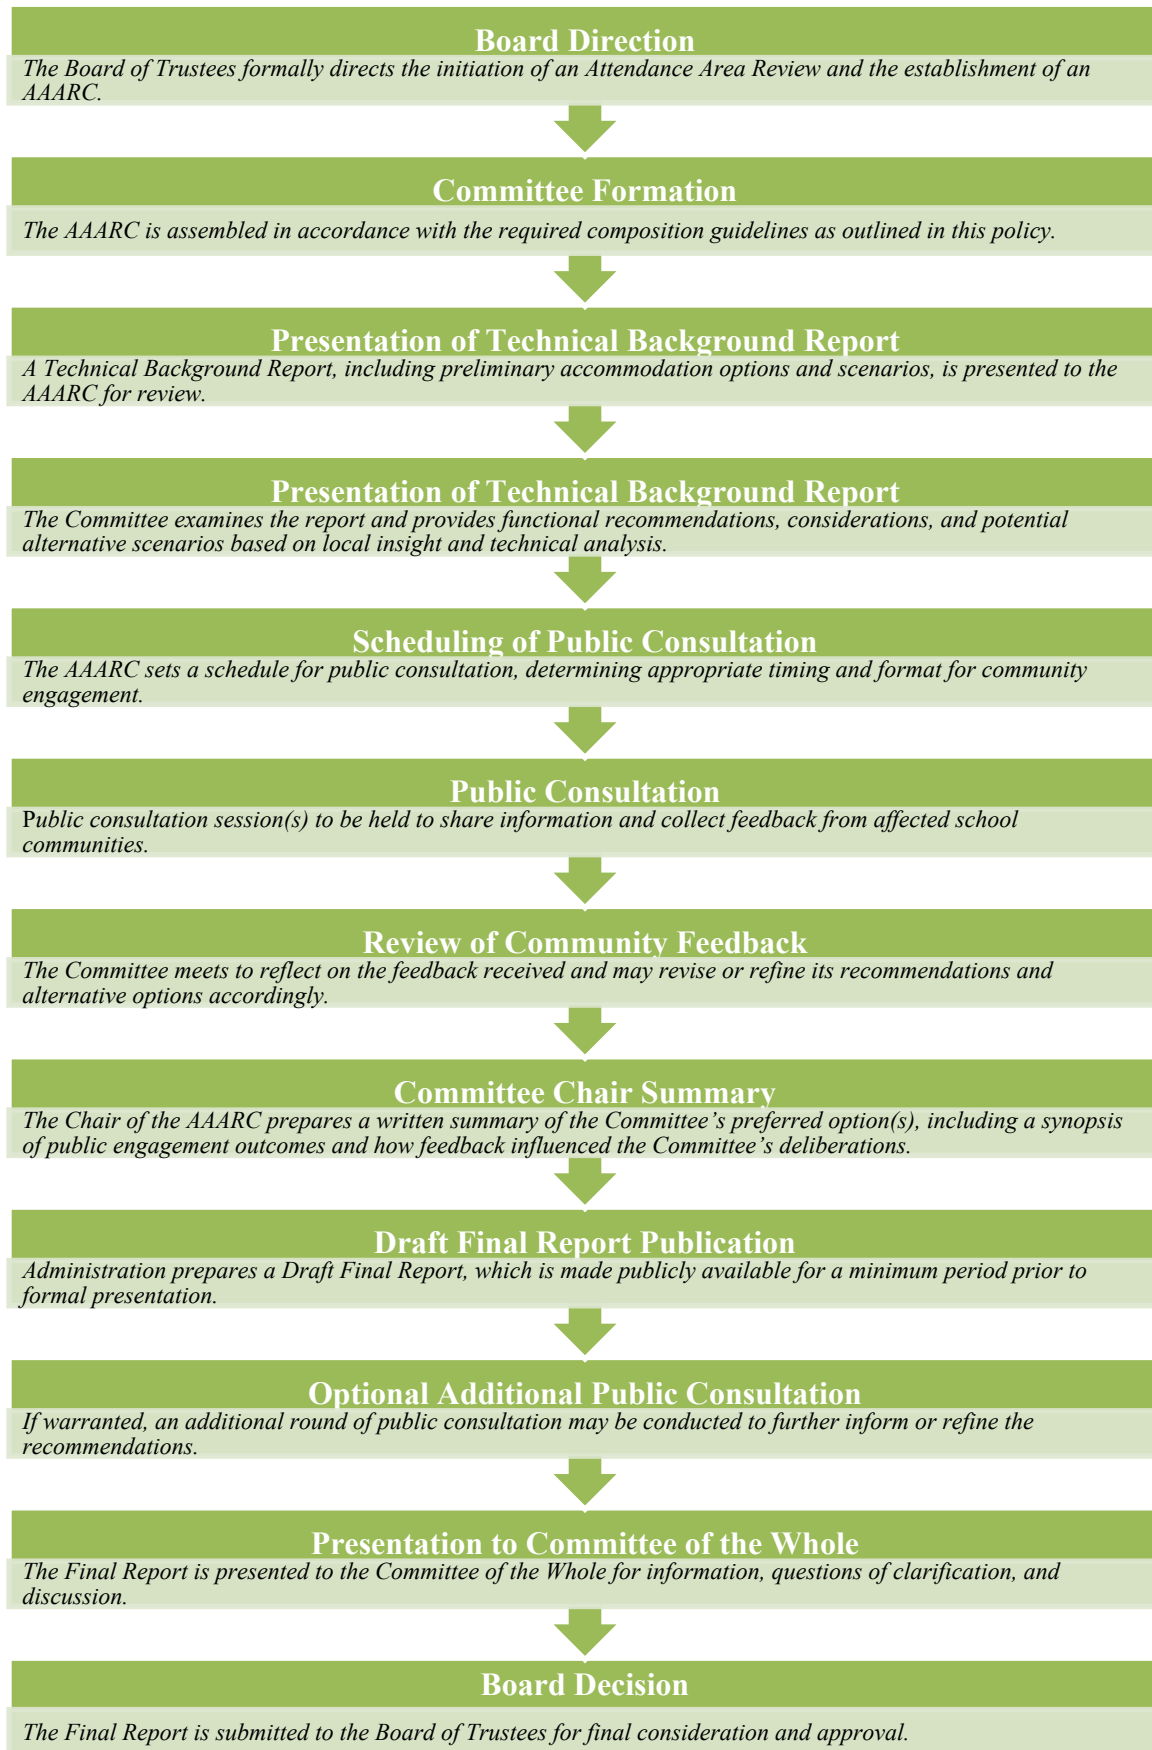 Board Direction
The Board of Trustees formally directs the initiation of an Attendance Area Review and the establishment of an
AAARC.
Committee Formation
The AAARC is assembled in accordance with the required composition guidelines as outlined in this policy.
Presentation of Technical Background Report
A Technical Background Report, including preliminary accommodation options and scenarios, is presented to the
AAARC for review.
Presentation of Technical Background Report
The Committee examines the report and provides functional recommendations, considerations, and potential
alternative scenarios based on local insight and technical analysis.
Scheduling of Public Consultation
The AAARC sets a schedule for public consultation, determining appropriate timing and format for community
engagement.
Public Consultation
Public consultation session(s) to be held to share information and collect feedback from affected school
communities.
Review of Community Feedback
The Committee meets to reflect on the feedback received and may revise or refine its recommendations and
alternative options accordingly.
Committee Chair Summary
The Chair of the AAARC prepares a written summary of the Committee's preferred option(s), including a synopsis
of public engagement outcomes and how feedback influenced the Committee's deliberations.
Draft Final Report Publication
Administration prepares a Draft Final Report, which is made publicly available for a minimum period prior to
formal presentation.
Optional Additional Public Consultation
If warranted, an additional round of public consultation may be conducted to further inform or refine the
recommendations.
Presentation to Committee of the Whole
The Final Report is presented to the Committee of the Whole for information, questions of clarification, and
discussion.
Board Decision
The Final Report is submitted to the Board of Trustees for final consideration and approval.